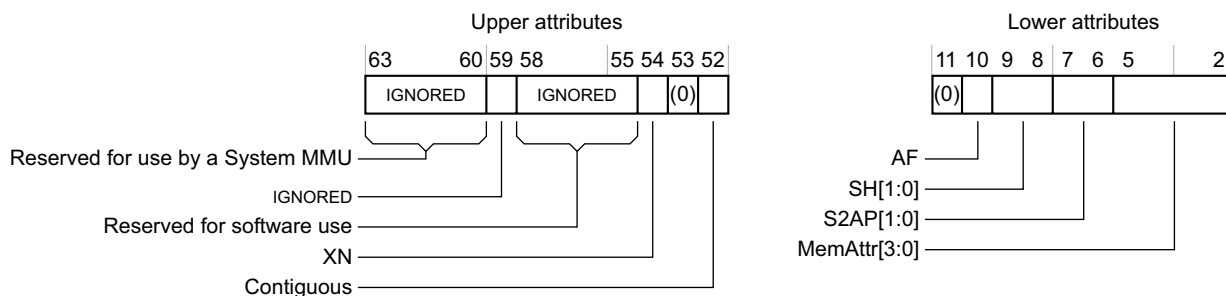 Upper attributes
63 60 59 58 55 54 53 52
IGNORED IGNORED (0)
Reserved for use by a System MMU
IGNORED
Reserved for software use
XN
Contiguous
Lower attributes
11 10 9 8 7 6 5 2
(0)
AF
SH[1:0]
S2AP[1:0]
MemAttr[3:0]